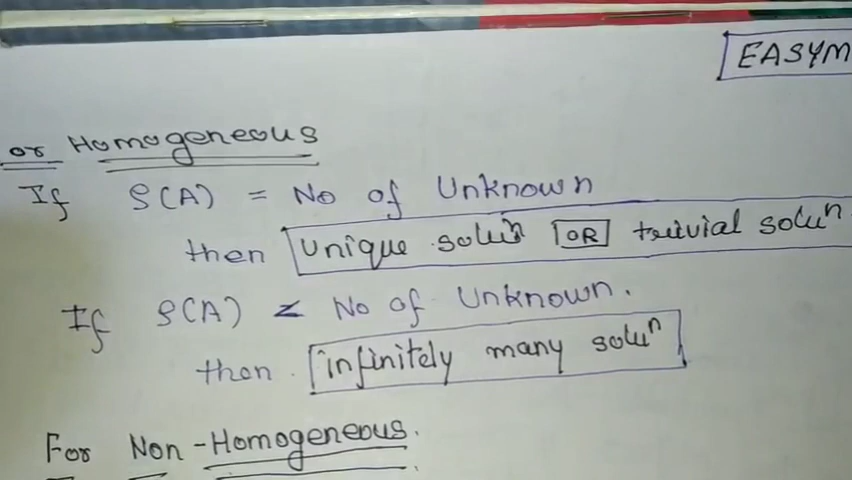 EASYM
or Homogeneous
If ρ(A) = No of Unknown
then unique soluⁿ OR trivial soluⁿ
If ρ(A) < No of Unknown.
then infinitely many soluⁿ
For Non-Homogeneous.